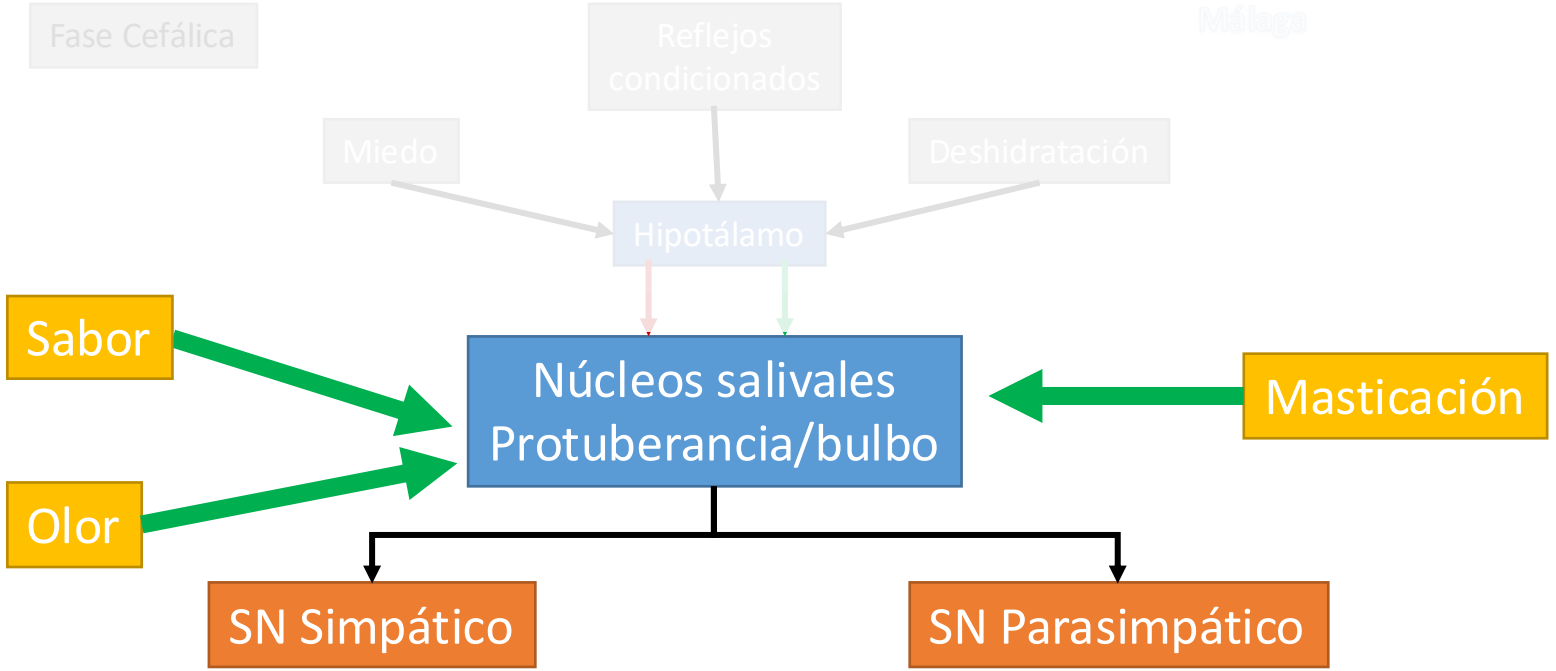 Fase Cefálica
Reflejos
condicionados
Málaga
Miedo
Deshidratación
Hipotálamo
Sabor
Núcleos salivales
Protuberancia/bulbo
Masticación
Olor
SN Simpático
SN Parasimpático